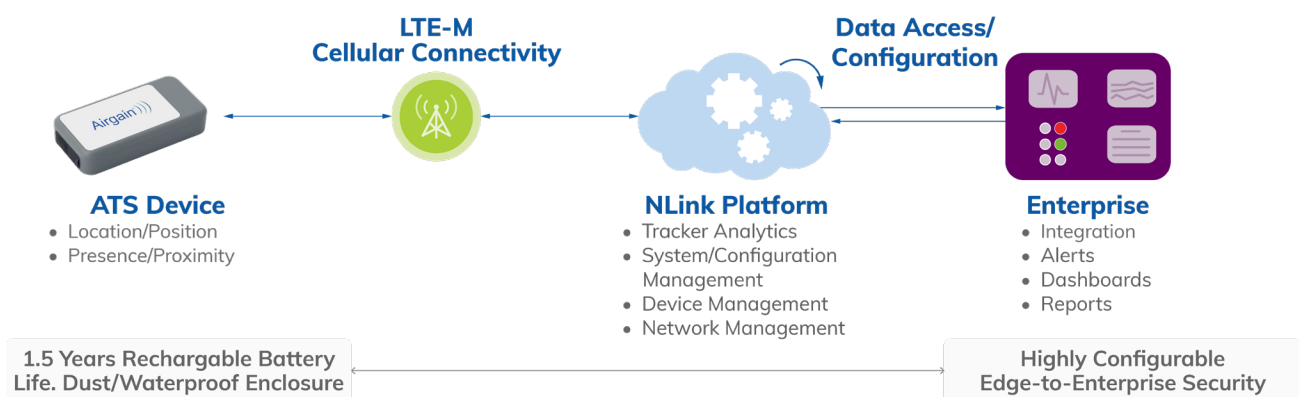 LTE-M
Cellular Connectivity
Data Access/
Configuration
Airgain
ATS Device
• Location/Position
• Presence/Proximity
NLink Platform
• Tracker Analytics
• System/Configuration
Management
• Device Management
• Network Management
Enterprise
• Integration
• Alerts
• Dashboards
• Reports
1.5 Years Rechargable Battery
Life. Dust/Waterproof Enclosure
Highly Configurable
Edge-to-Enterprise Security